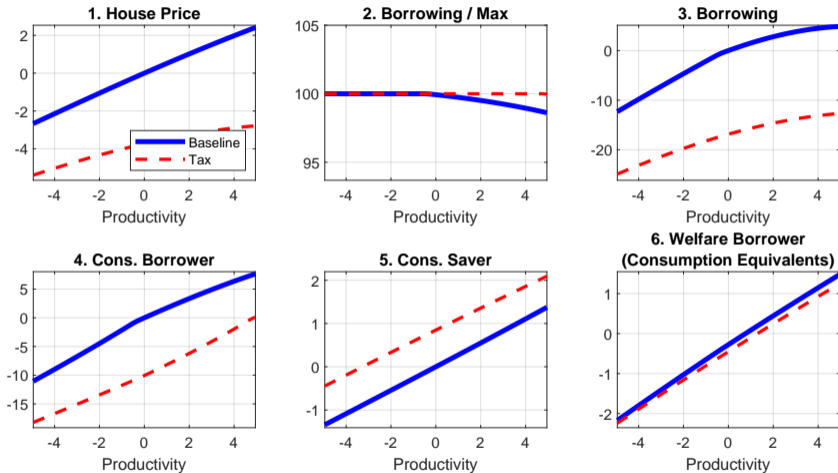 1. House Price
2
0
-2
-4
-4 -2 0 2 4
Productivity
Baseline
Tax
2. Borrowing / Max
105
100
95
-4 -2 0 2 4
Productivity
3. Borrowing
0
-10
-20
-4 -2 0 2 4
Productivity
4. Cons. Borrower
5
0
-5
-10
-15
-4 -2 0 2 4
Productivity
5. Cons. Saver
2
1
0
-1
-4 -2 0 2 4
Productivity
6. Welfare Borrower
(Consumption Equivalents)
1
0
-1
-2
-4 -2 0 2 4
Productivity